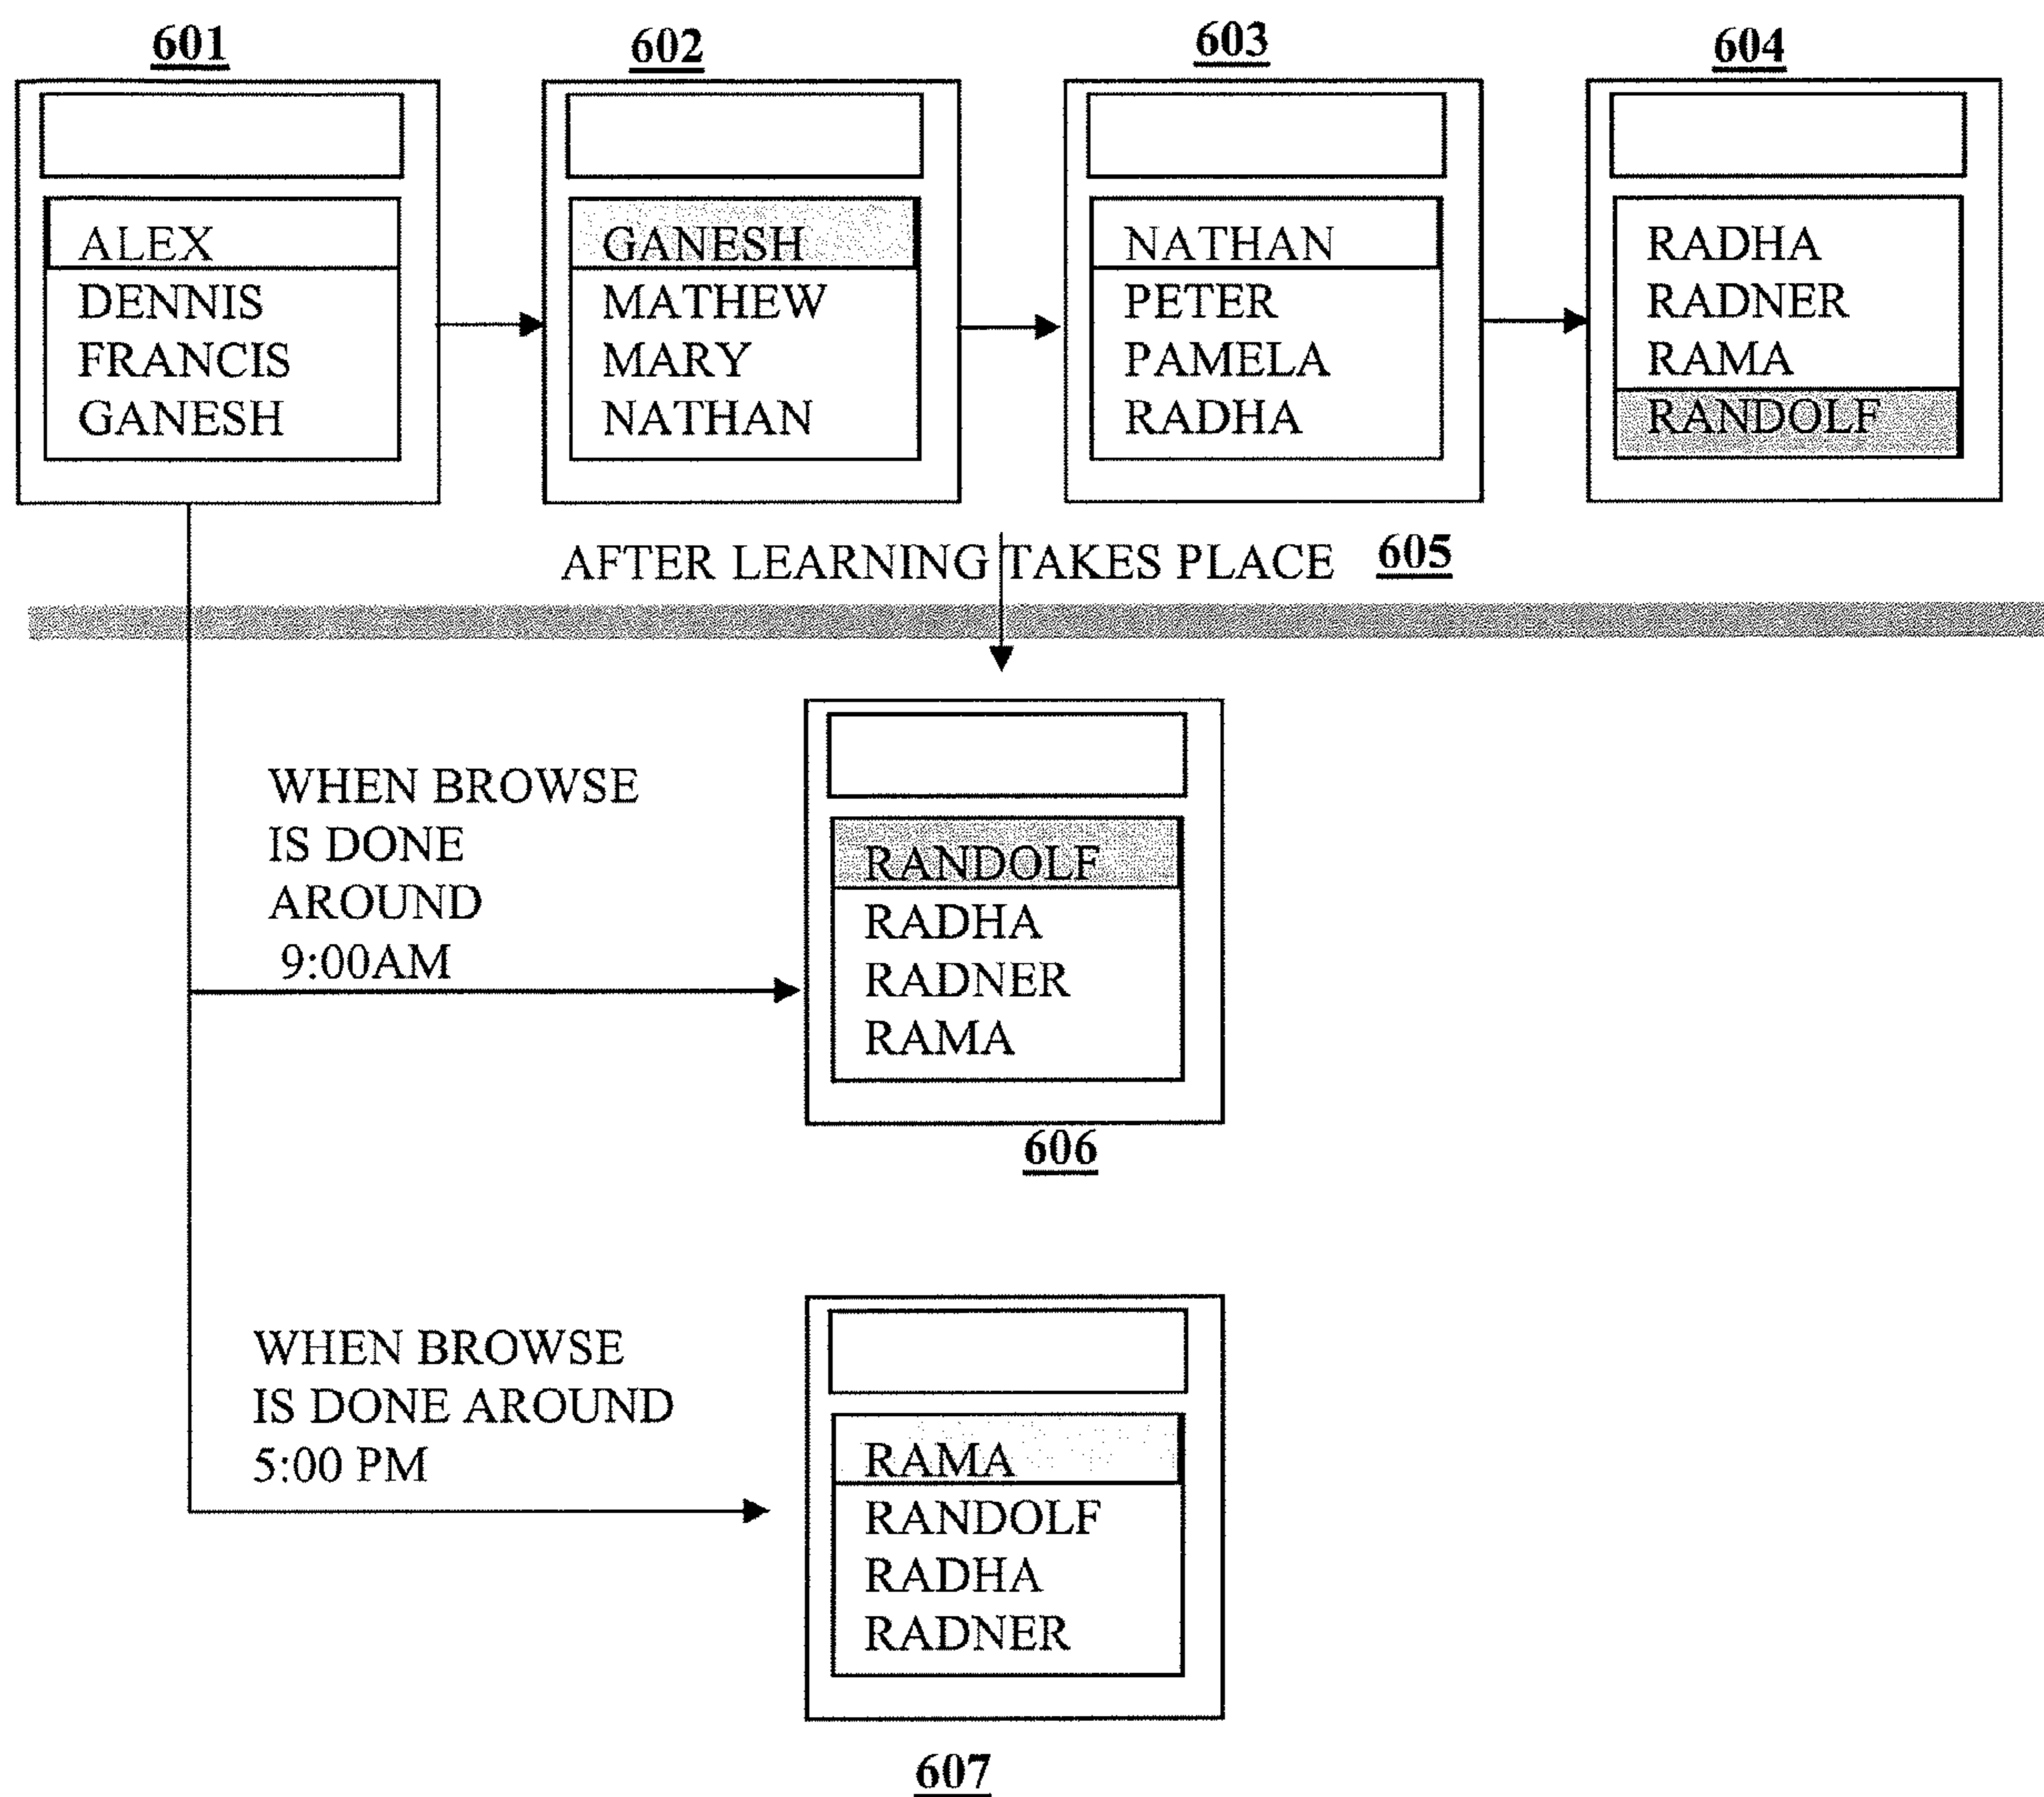 601
602
603
604
ALEX
DENNIS
FRANCIS
GANESH
GANESH
MATHEW
MARY
NATHAN
NATHAN
PETER
PAMELA
RADHA
RADHA
RADNER
RAMA
RANDOLF
AFTER LEARNING TAKES PLACE 605
WHEN BROWSE
IS DONE
AROUND
9:00AM
RANDOLF
RADHA
RADNER
RAMA
606
WHEN BROWSE
IS DONE AROUND
5:00 PM
RAMA
RANDOLF
RADHA
RADNER
607